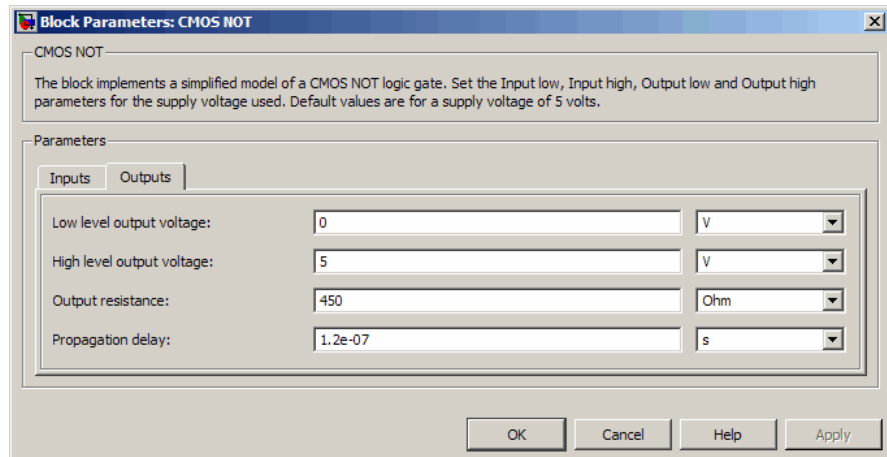 Block Parameters: CMOS NOT
CMOS NOT
The block implements a simplified model of a CMOS NOT logic gate. Set the Input low, Input high, Output low and Output high
parameters for the supply voltage used. Default values are for a supply voltage of 5 volts.
Parameters
Inputs Outputs
Low level output voltage: 0 V
High level output voltage: 5 V
Output resistance: 450 Ohm
Propagation delay: 1.2e-07 s
OK Cancel Help Apply